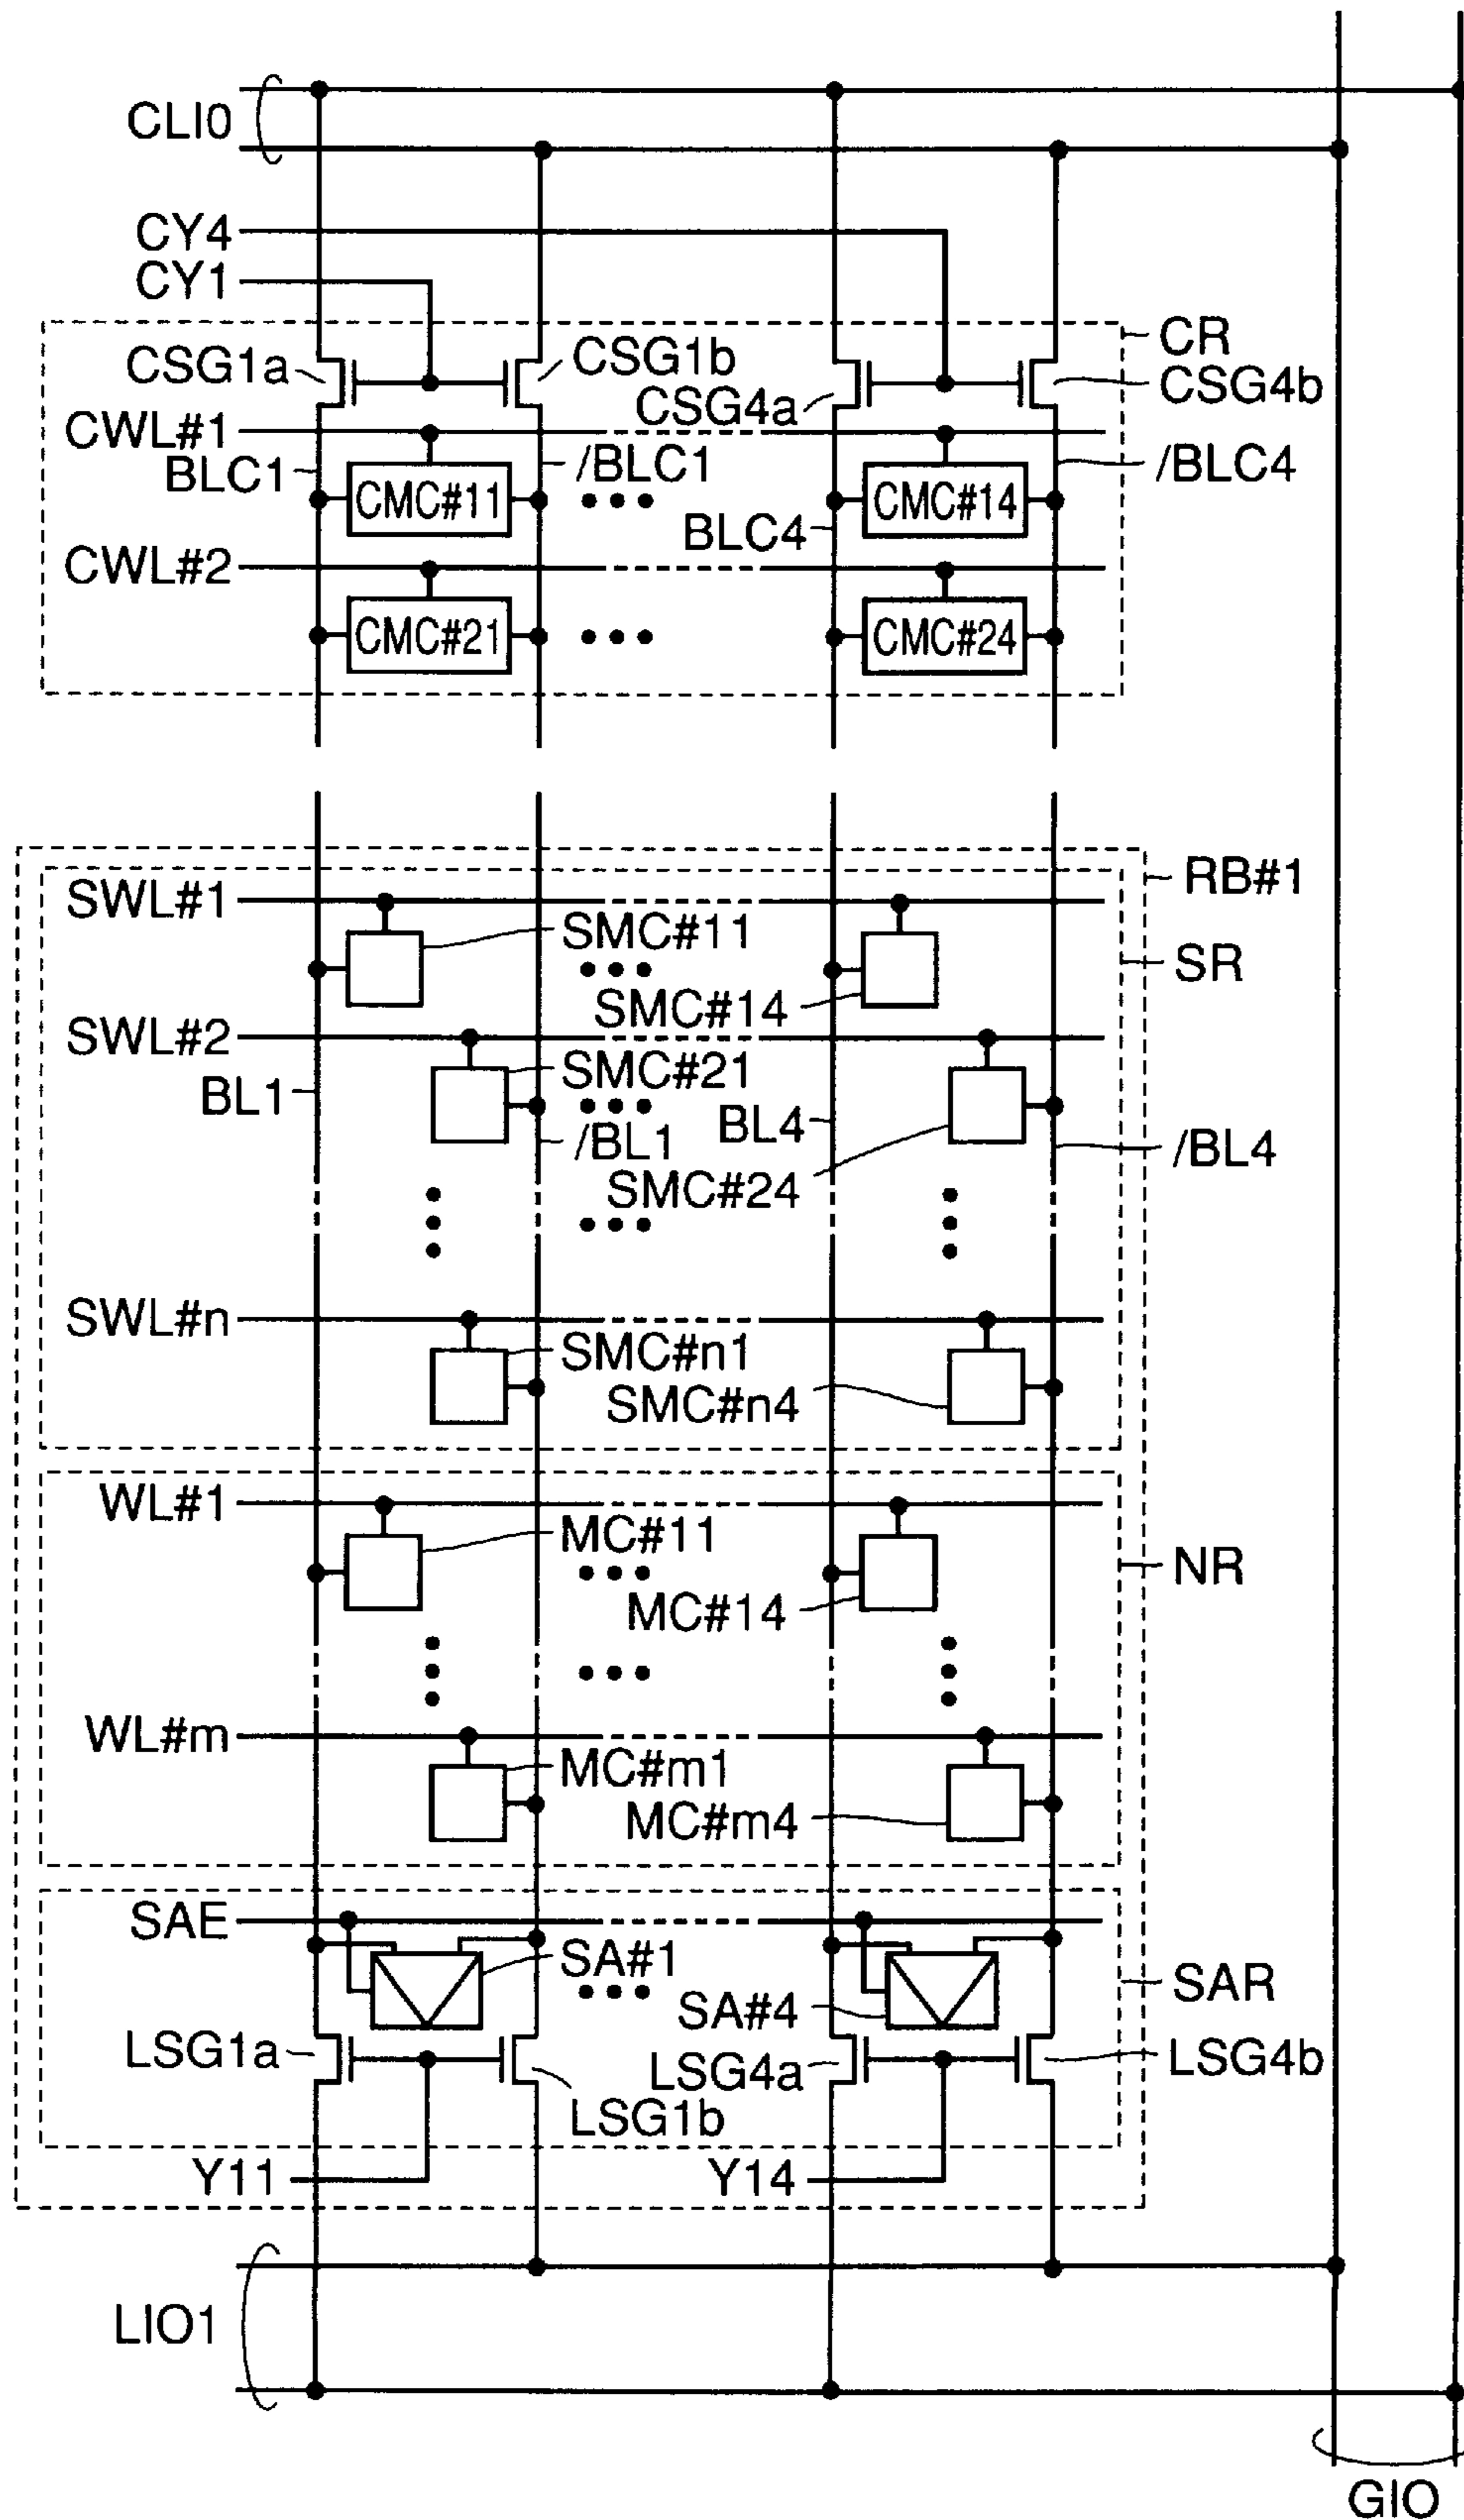 CLI0
CY4
CY1
CR
CSG1a
CSG1b
CSG4a
CSG4b
CWL#1
BLC1
/BLC1
/BLC4
CMC#11
CMC#14
BLC4
CWL#2
CMC#21
CMC#24
RB#1
SWL#1
SMC#11
SR
SMC#14
SWL#2
SMC#21
BL1
/BL1
BL4
/BL4
SMC#24
SWL#n
SMC#n1
SMC#n4
WL#1
MC#11
NR
MC#14
WL#m
MC#m1
MC#m4
SAE
SA#1
SAR
SA#4
LSG1a
LSG4a
LSG4b
LSG1b
Y11
Y14
LIO1
GIO